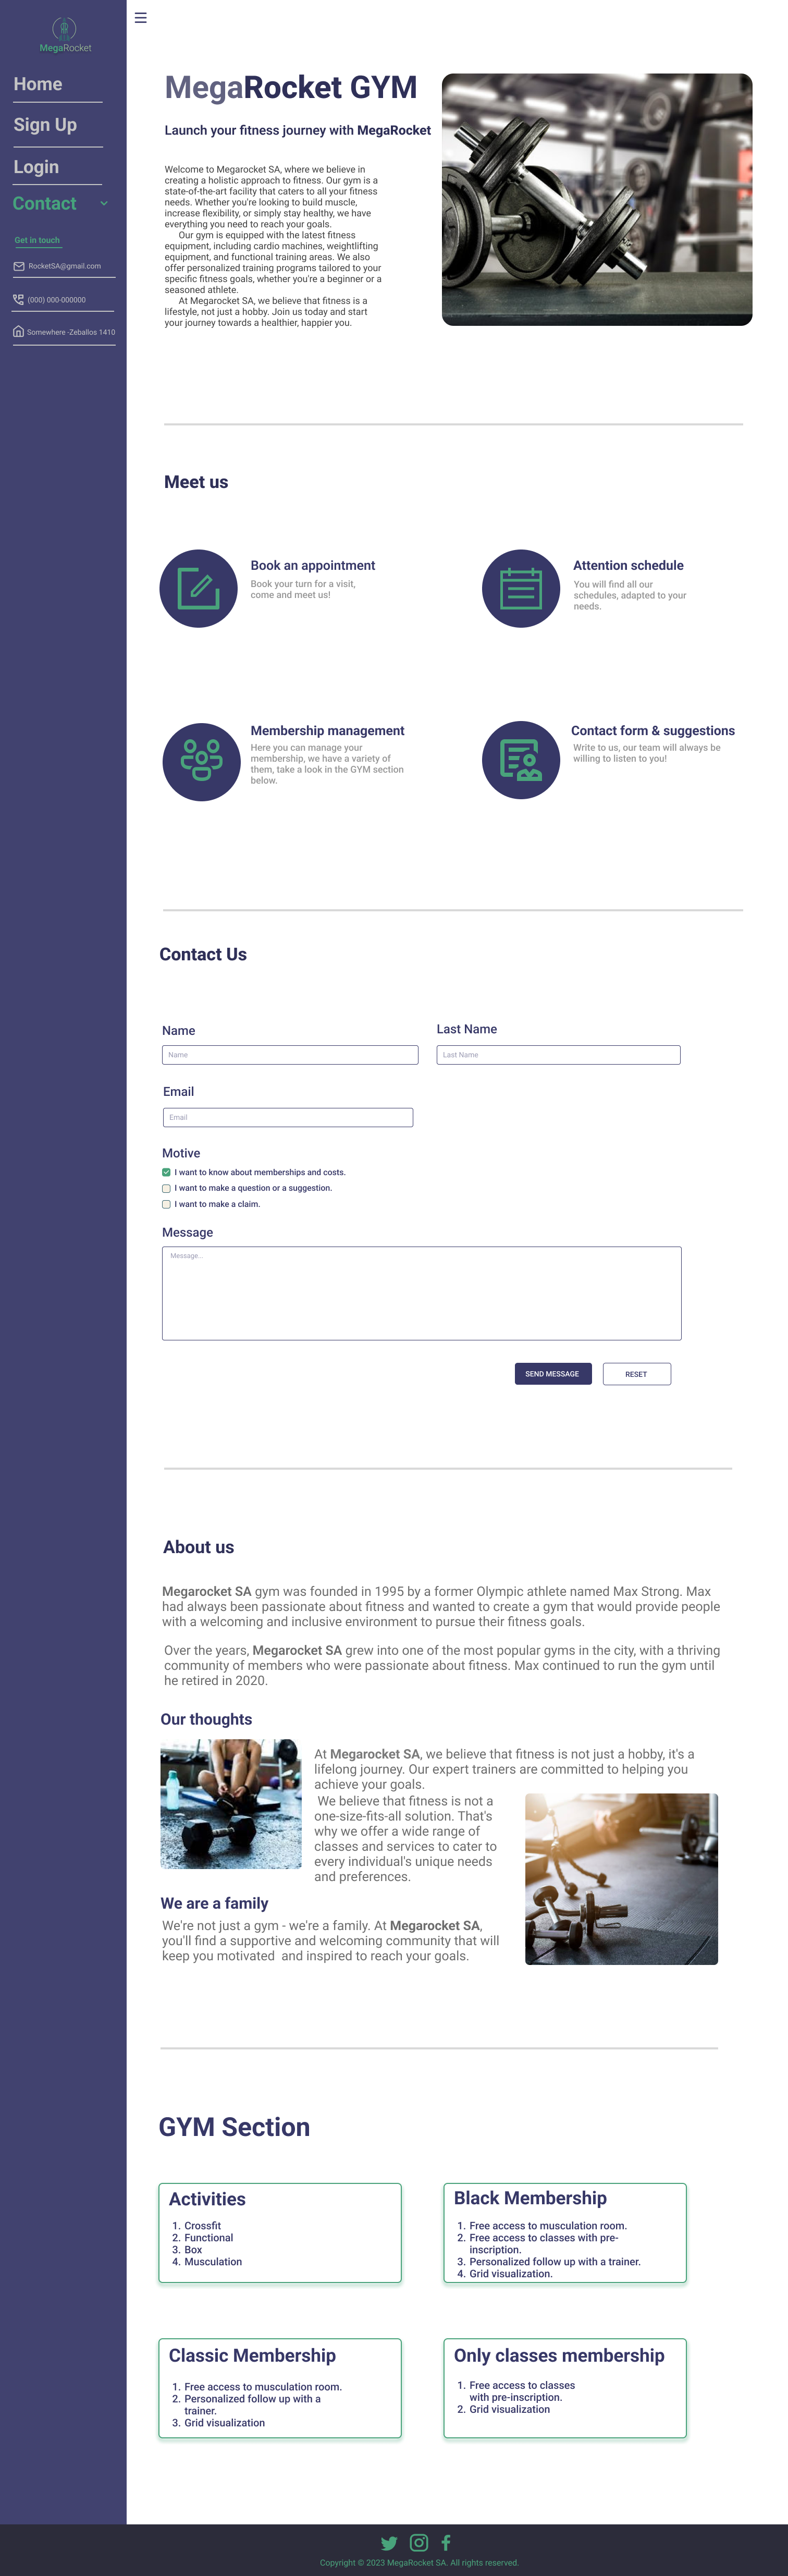 MegaRocket
Home
Sign Up
Login
Contact
Get in touch
RocketSA@gmail.com
(000) 000-000000
Somewhere -Zeballos 1410
MegaRocket GYM
Launch your fitness journey with MegaRocket
Welcome to Megarocket SA, where we believe in
creating a holistic approach to fitness. Our gym is a
state-of-the-art facility that caters to all your fitness
needs. Whether you're looking to build muscle,
increase flexibility, or simply stay healthy, we have
everything you need to reach your goals.
Our gym is equipped with the latest fitness
equipment, including cardio machines, weightlifting
equipment, and functional training areas. We also
offer personalized training programs tailored to your
specific fitness goals, whether you're a beginner or a
seasoned athlete.
At Megarocket SA, we believe that fitness is a
lifestyle, not just a hobby. Join us today and start
your journey towards a healthier, happier you.
Meet us
Book an appointment
Book your turn for a visit,
come and meet us!
Attention schedule
You will find all our
schedules, adapted to your
needs.
Membership management
Here you can manage your
membership, we have a variety of
them, take a look in the GYM section
below.
Contact form & suggestions
Write to us, our team will always be
willing to listen to you!
Contact Us
Name
Name
Last Name
Last Name
Email
Email
Motive
I want to know about memberships and costs.
I want to make a question or a suggestion.
I want to make a claim.
Message
Message..
SEND MESSAGE
RESET
About us
Megarocket SA gym was founded in 1995 by a former Olympic athlete named Max Strong. Max
had always been passionate about fitness and wanted to create a gym that would provide people
with a welcoming and inclusive environment to pursue their fitness goals.
Over the years, Megarocket SA grew into one of the most popular gyms in the city, with a thriving
community of members who were passionate about fitness. Max continued to run the gym until
he retired in 2020.
Our thoughts
At Megarocket SA, we believe that fitness is not just a hobby, it's a
lifelong journey. Our expert trainers are committed to helping you
achieve your goals.
We believe that fitness is not a
one-size-fits-all solution. That's
why we offer a wide range of
classes and services to cater to
every individual's unique needs
and preferences.
We are a family
We're not just a gym - we're a family. At Megarocket SA,
you'll find a supportive and welcoming community that will
keep you motivated  and inspired to reach your goals.
GYM Section
Activities
1. Crossfit
2. Functional
3. Box
4. Musculation
Black Membership
1. Free access to musculation room.
2. Free access to classes with pre-
inscription.
3. Personalized follow up with a trainer.
4. Grid visualization.
Classic Membership
1. Free access to musculation room.
2. Personalized follow up with a
trainer.
3. Grid visualization
Only classes membership
1. Free access to classes
with pre-inscription.
2. Grid visualization
Copyright © 2023 MegaRocket SA. All rights reserved.